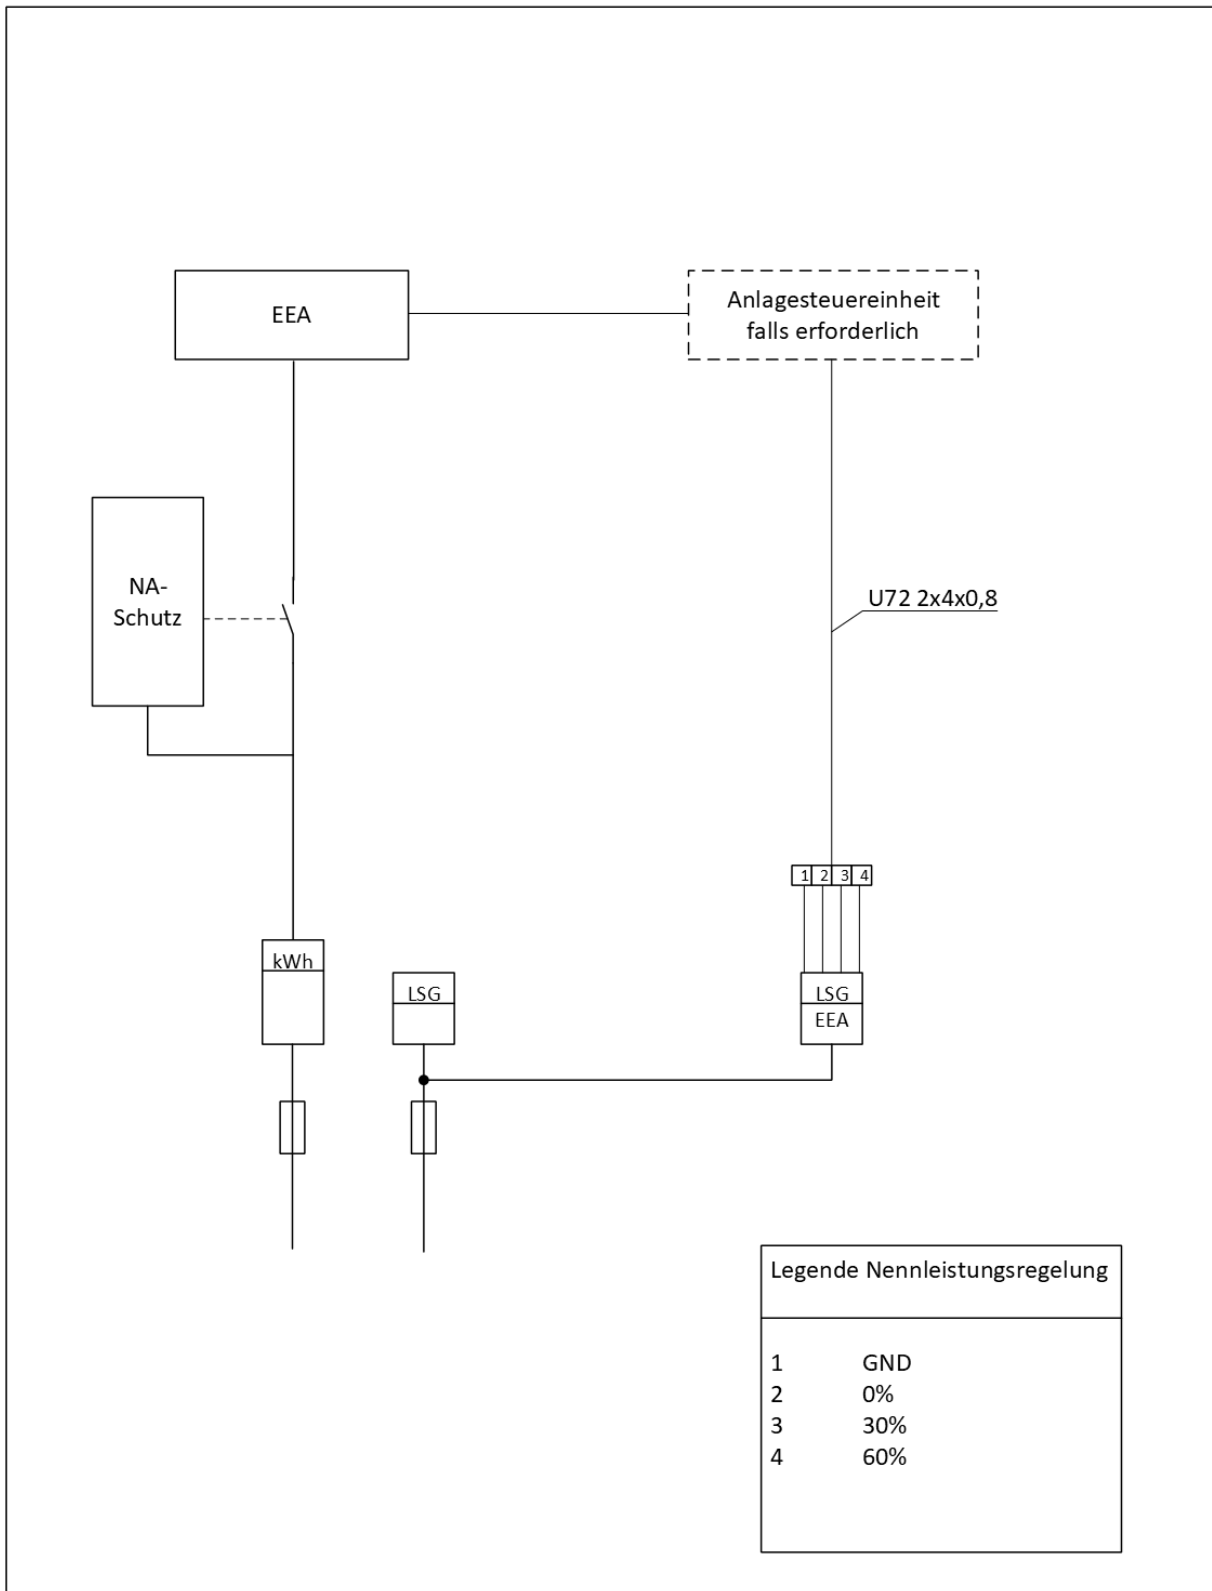 EEA
Anlagesteuereinheit
falls erforderlich
NA-
Schutz
U72 2x4x0,8
1 2 3 4
kWh
LSG
LSG
EEA
Legende Nennleistungsregelung
1 GND
2 0%
3 30%
4 60%